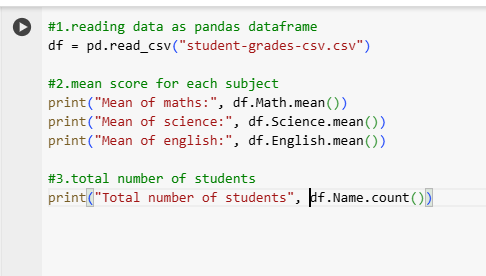 #1.reading data as pandas dataframe
df = pd.read_csv("student-grades-csv.csv")
#2.mean score for each subject
print("Mean of maths:", df.Math.mean())
print("Mean of science:", df.Science.mean())
print("Mean of english:", df.English.mean())
#3.total number of students
print("Total number of students", df.Name.count())